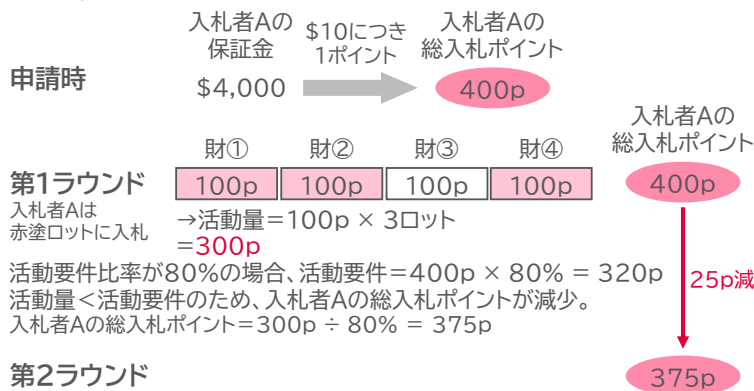 入札者Aの
保証金
$10につき
1ポイント
入札者Aの
総入札ポイント
申請時
$4,000
400p
入札者Aの
総入札ポイント
財① 財② 財③ 財④
第1ラウンド
100p 100p 100p 100p
400p
入札者Aは
赤塗ロットに入札
→活動量=100p × 3ロット
=300p
活動要件比率が80%の場合、活動要件=400p × 80% = 320p
25p減
活動量<活動要件のため、入札者Aの総入札ポイントが減少。
入札者Aの総入札ポイント=300p ÷ 80% = 375p
第2ラウンド
375p